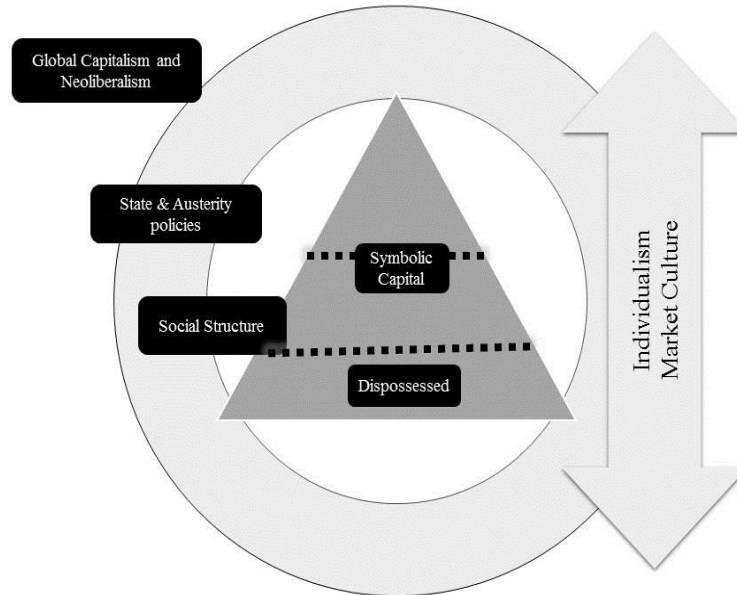 Global Capitalism and
Neoliberalism
State & Austerity
policies
Symbolic
Capital
Social Structure
Dispossessed
Individualism
Market Culture